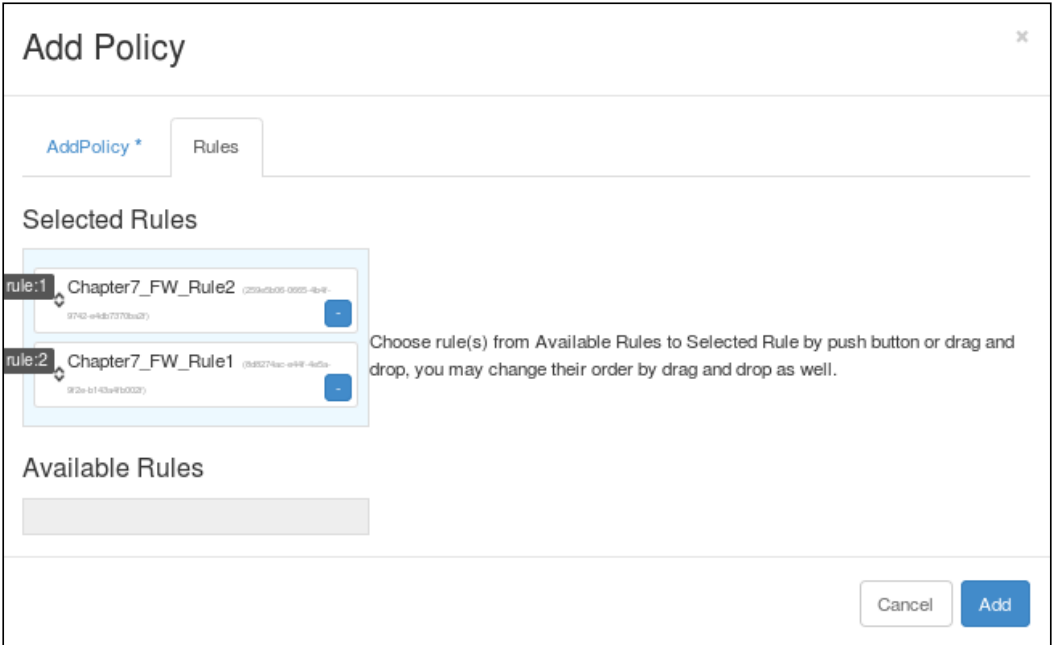 Add Policy
×
AddPolicy *
Rules
Selected Rules
rule:1
Chapter7_FW_Rule2
-
rule:2
Chapter7_FW_Rule1
-
Choose rule(s) from Available Rules to Selected Rule by push button or drag and
drop, you may change their order by drag and drop as well.
Available Rules
Cancel
Add